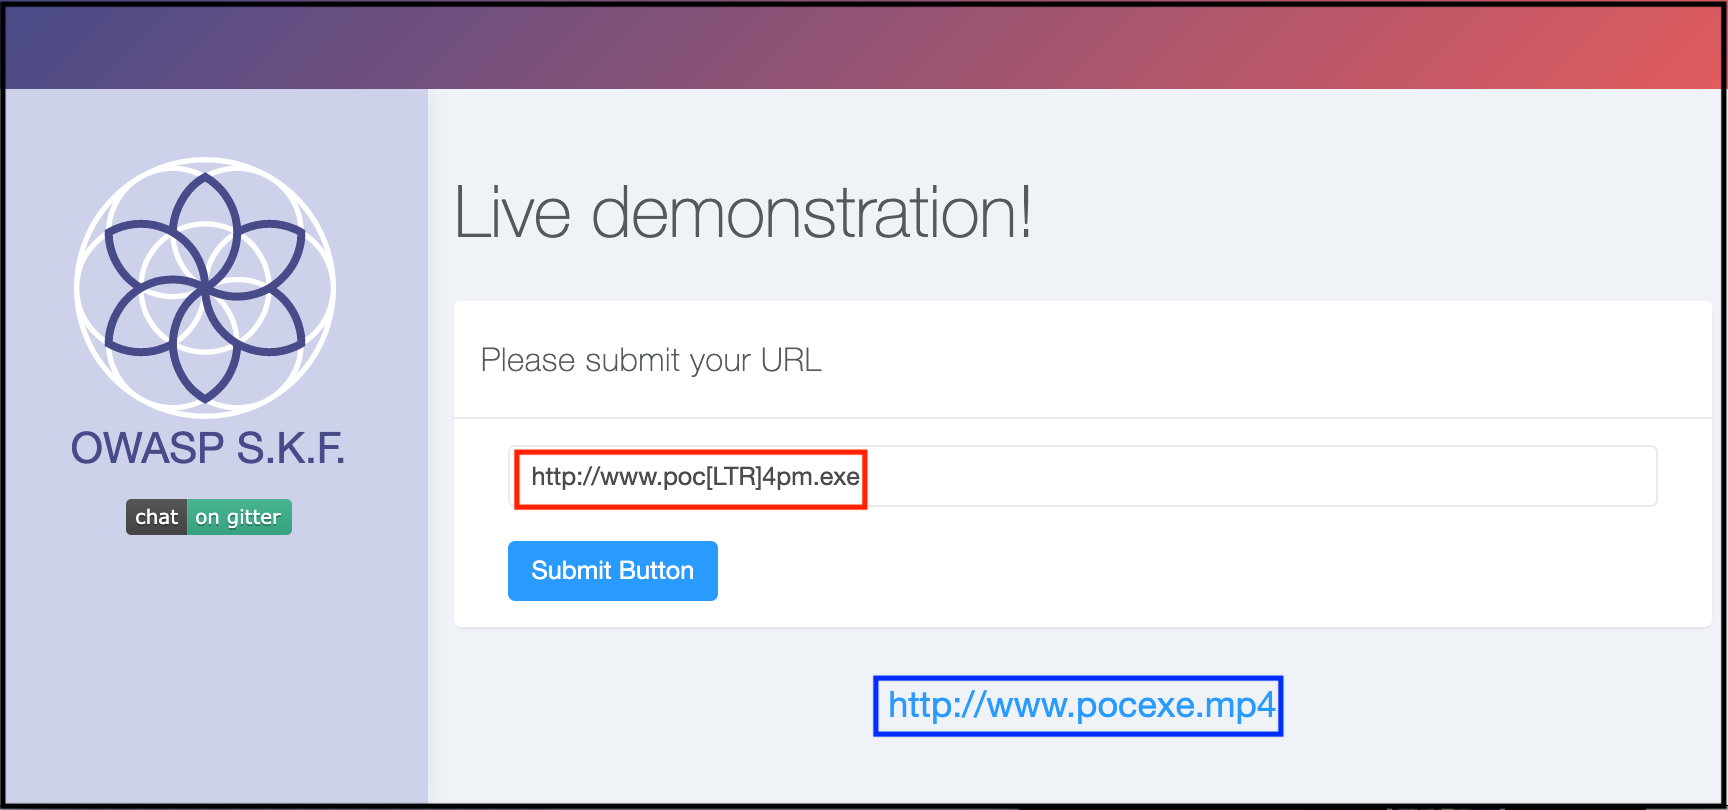 OWASP S.K.F.
chat on gitter
Live demonstration!
Please submit your URL
http://www.poc[LTR]4pm.exe
Submit Button
http://www.pocexe.mp4